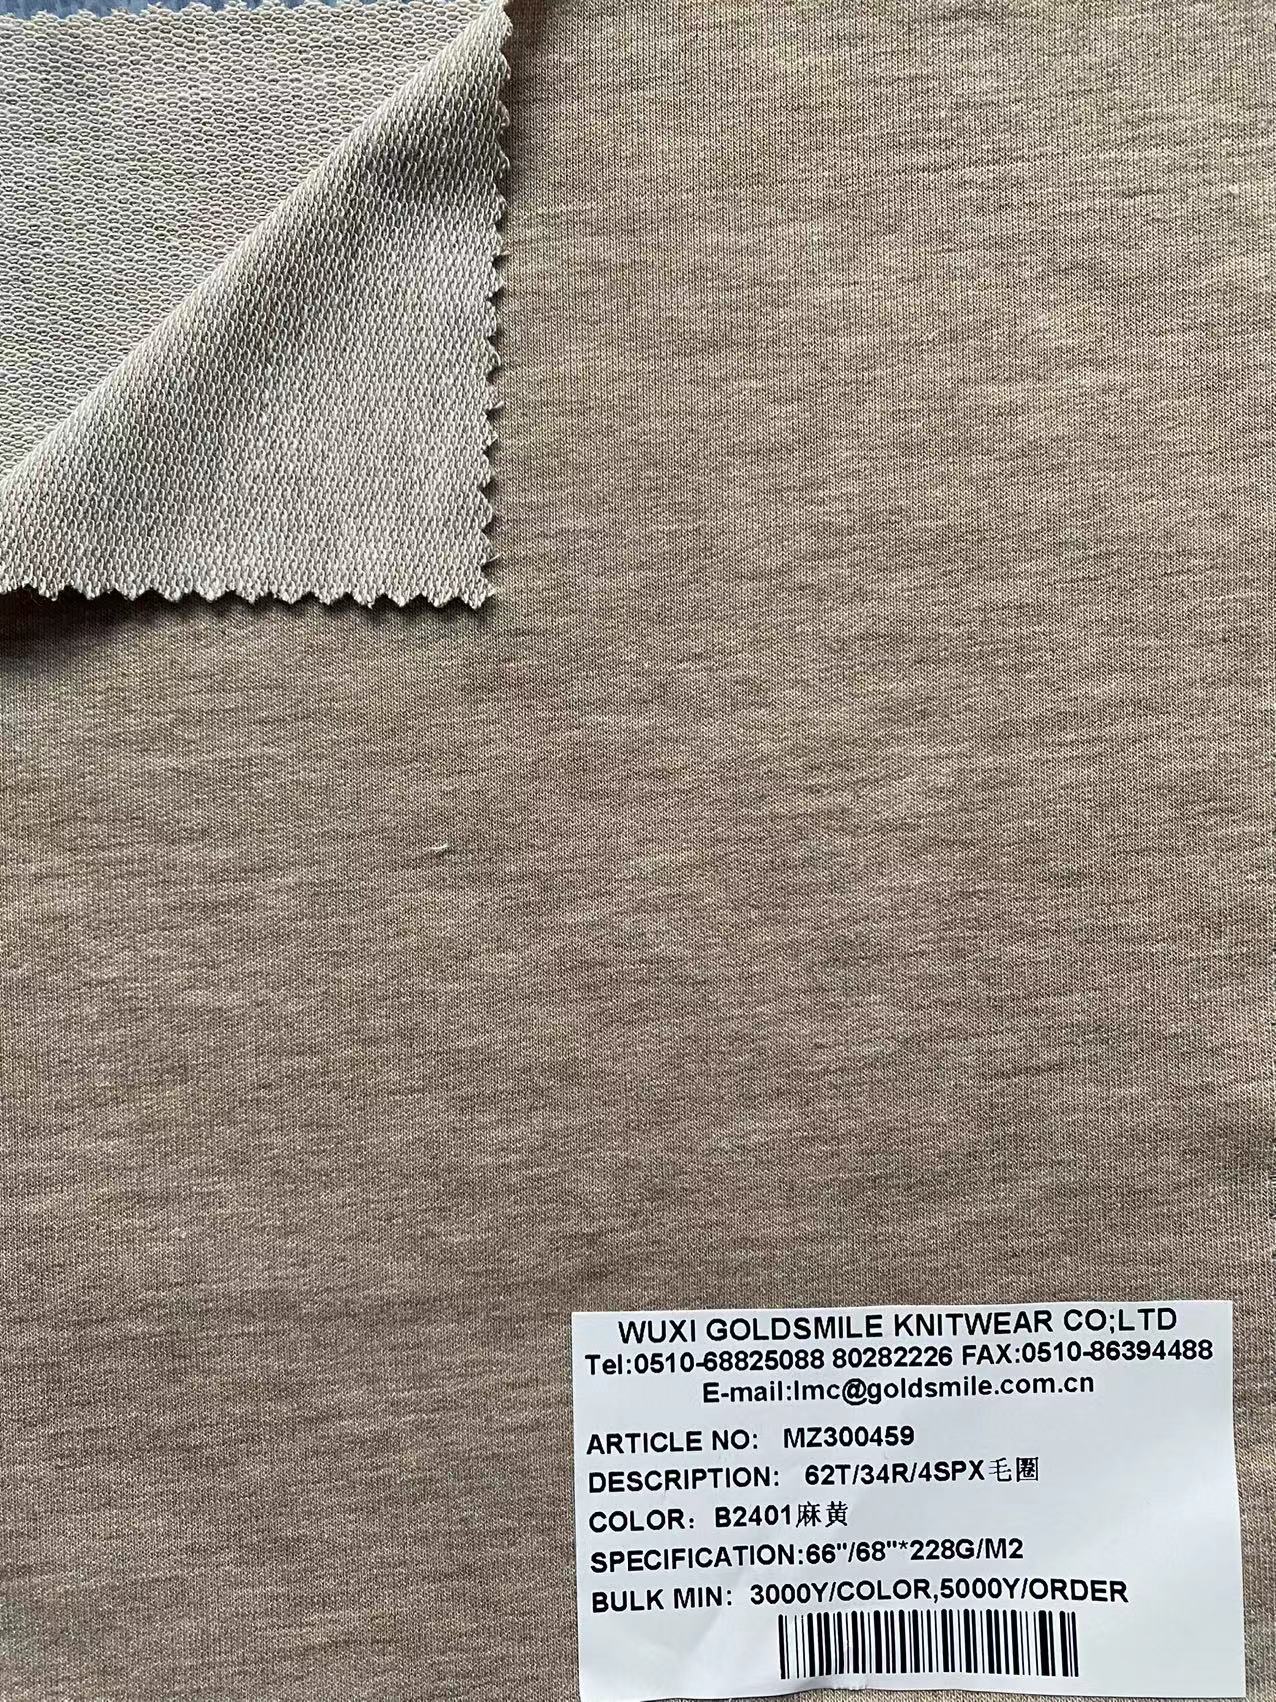 WUXI GOLDSMILE KNITWEAR CO;LTD
Tel:0510-68825088 80282226 FAX:0510-86394488
E-mail:lmc@goldsmile.com.cn
ARTICLE NO: MZ300459
DESCRIPTION: 62T/34R/4SPX毛圈
COLOR: B2401麻黄
SPECIFICATION:66"/68"*228G/M2
BULK MIN: 3000Y/COLOR,5000Y/ORDER